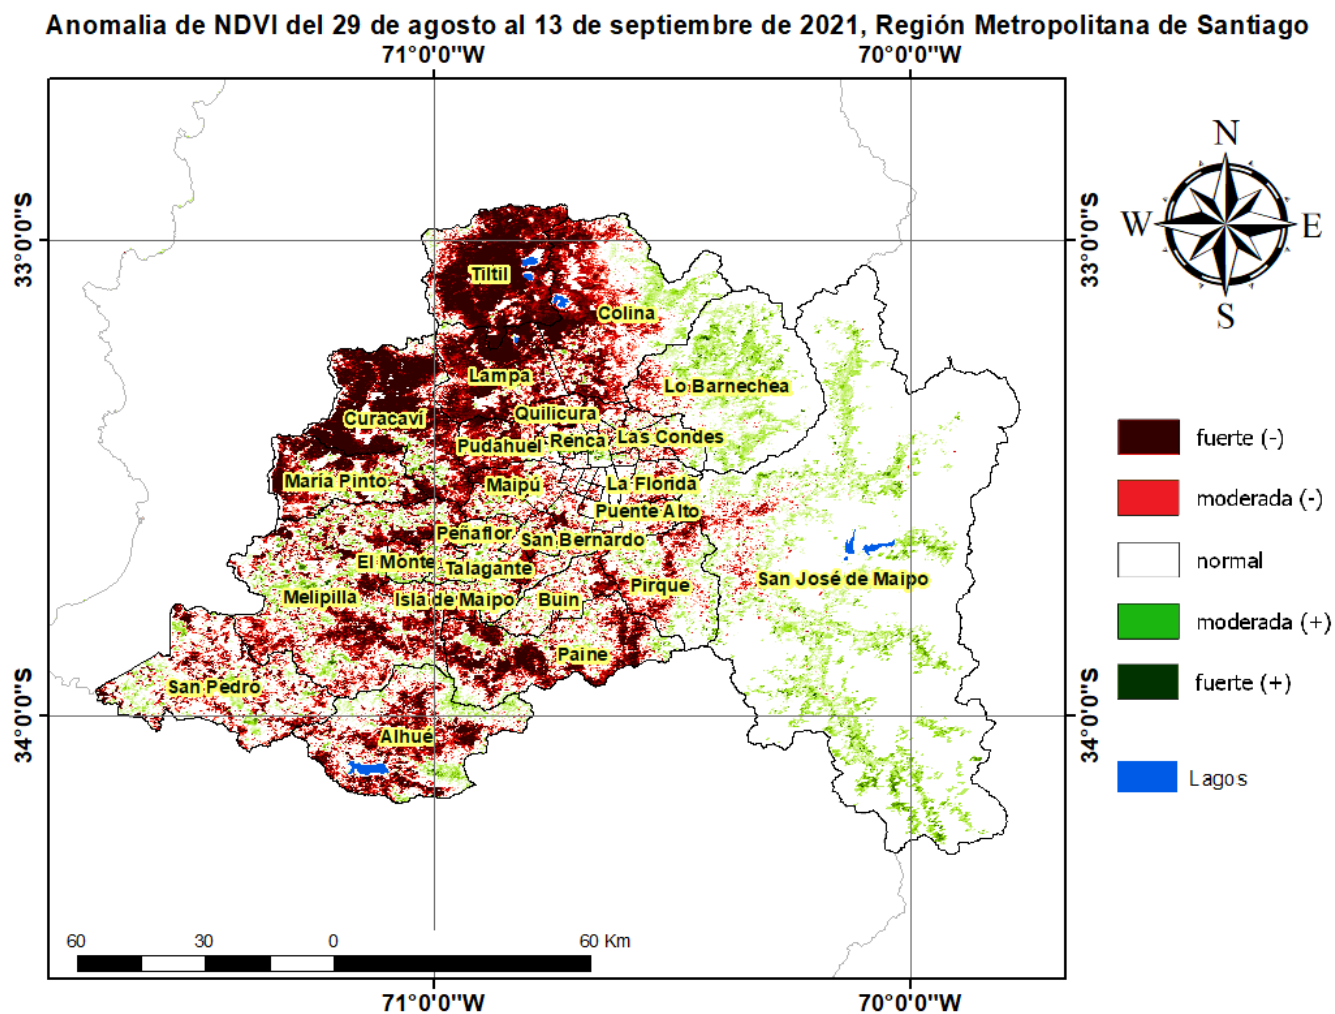 Anomalia de NDVI del 29 de agosto al 13 de septiembre de 2021, Región Metropolitana de Santiago
71°0'0"W
70°0'0"W
N
W
E
S
33°0'0"S
33°0'0"S
Tiltil
Colina
Lampa
Lo Barnechea
Curacaví
Quilicura
Pudahuel
Renca
Las Condes
María Pinto
Maipú
La Florida
Puente Alto
Peñaflor
San Bernardo
El Monte
Talagante
San José de Maipo
Pirque
Melipilla
Isla de Maipo
Buin
Paine
San Pedro
Alhué
34°0'0"S
34°0'0"S
fuerte (-)
moderada (-)
normal
moderada (+)
fuerte (+)
Lagos
60
30
0
60 Km
71°0'0"W
70°0'0"W